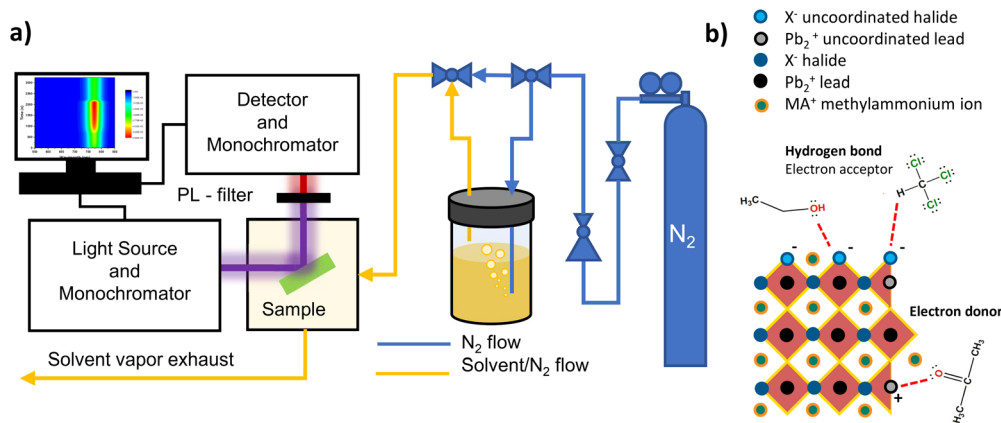 a)
Detector
and
Monochromator
PL - filter
Light Source
and
Monochromator
Sample
Solvent vapor exhaust
N2
N2 flow
Solvent/N2 flow
b)
X- uncoordinated halide
Pb2+ uncoordinated lead
X- halide
Pb2+ lead
MA+ methylammonium ion
Hydrogen bond
Electron acceptor
H3C
OH
H
Cl
Cl
Cl
-
-
-
Electron donor
+
O
CH3
CH3